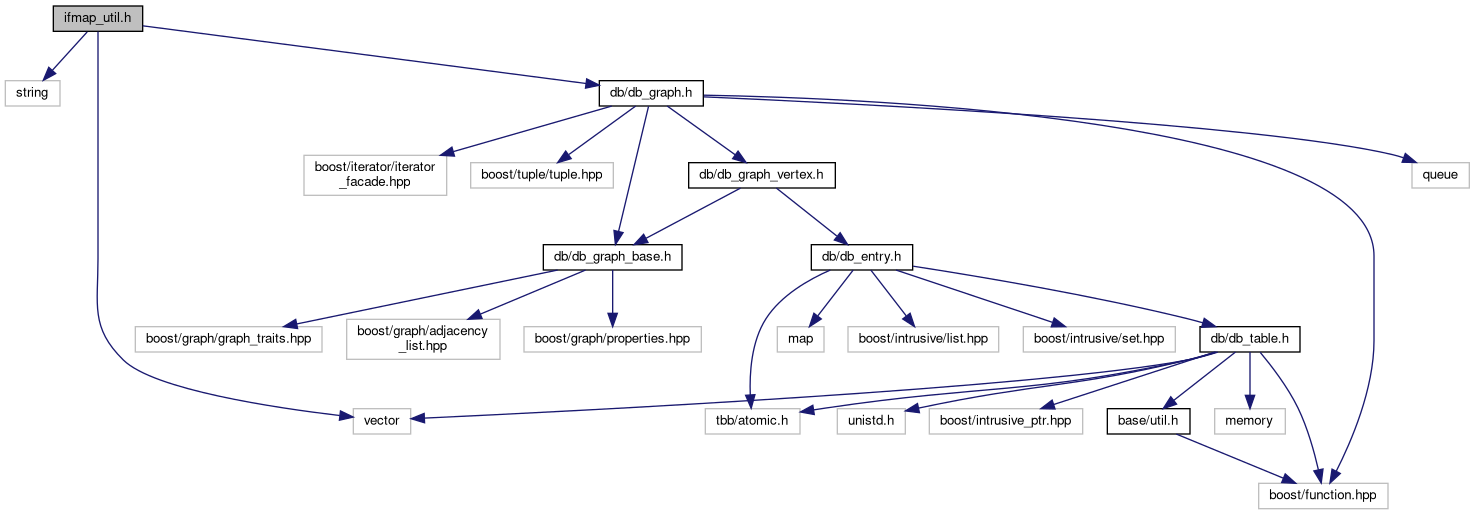 ifmap_util.h
string
db/db_graph.h
boost/iterator/iterator
_facade.hpp
boost/tuple/tuple.hpp
db/db_graph_vertex.h
queue
db/db_graph_base.h
db/db_entry.h
boost/graph/graph_traits.hpp
boost/graph/adjacency
_list.hpp
boost/graph/properties.hpp
map
boost/intrusive/list.hpp
boost/intrusive/set.hpp
db/db_table.h
vector
tbb/atomic.h
unistd.h
boost/intrusive_ptr.hpp
base/util.h
memory
boost/function.hpp